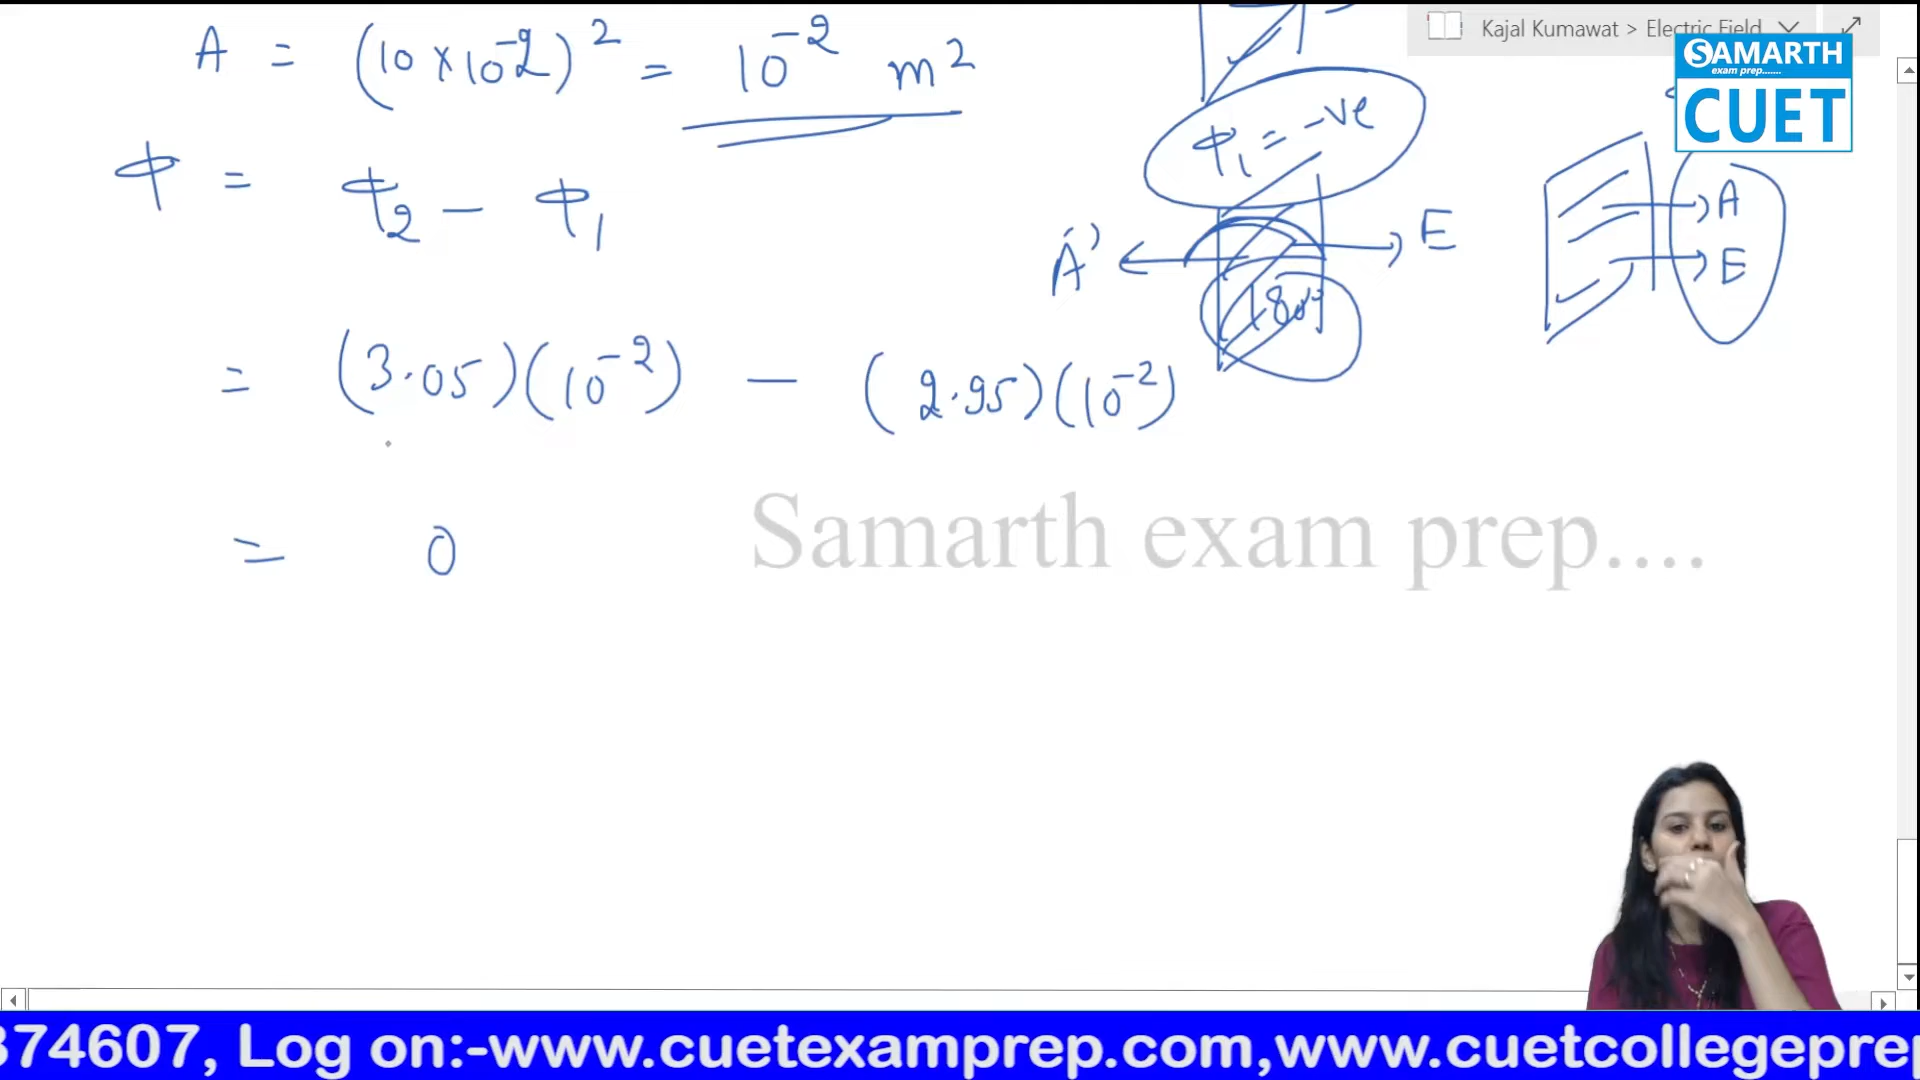 Kajal Kumawat > Electric Field
SAMARTH
exam prep......
CUET
A = (10 × 10⁻²)² = 10⁻² m²
ϕ₁ = -ve
ϕ = ϕ₂ - ϕ₁
A' E
180°
A
E
= (3.05)(10⁻²) - (2.95)(10⁻²)
= 0
Samarth exam prep....
374607, Log on:-www.cuetexamprep.com,www.cuetcollegeprep